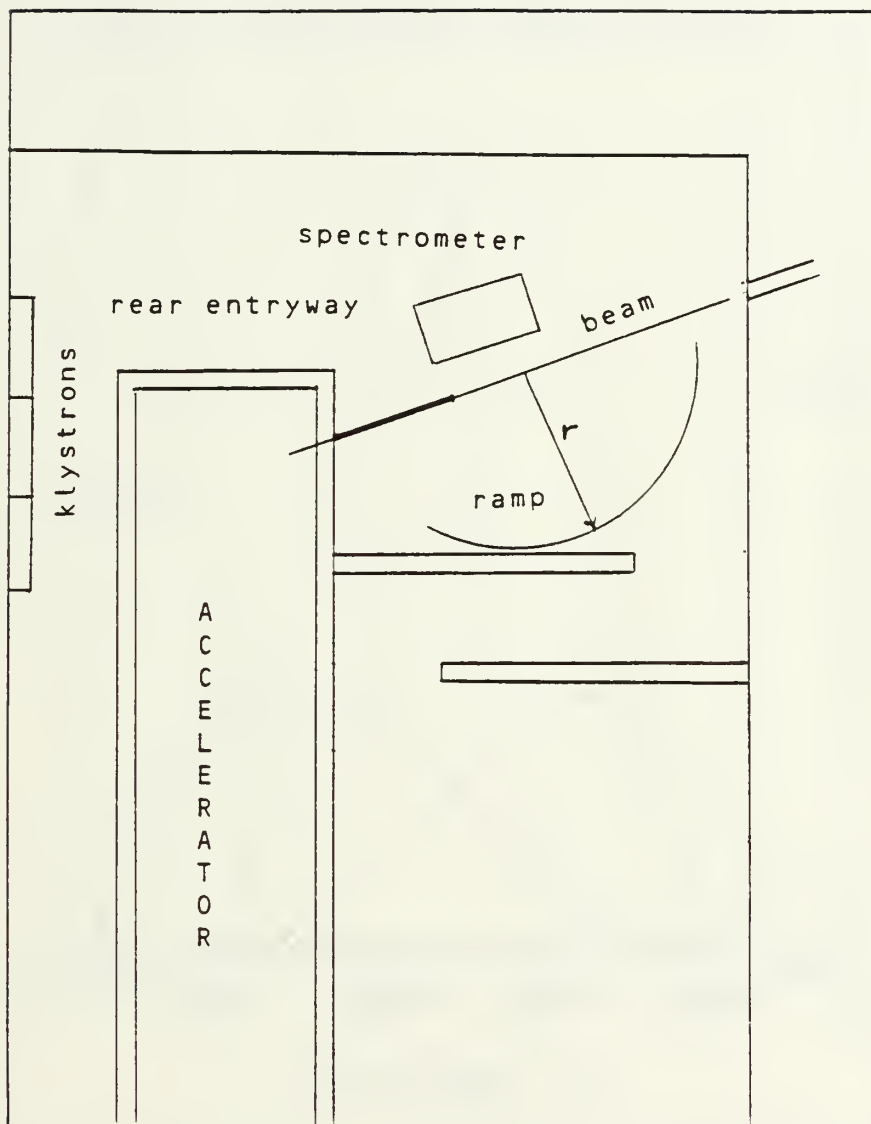 spectrometer
rear entryway
beam
klystrons
r
ramp
ACCELERATOR